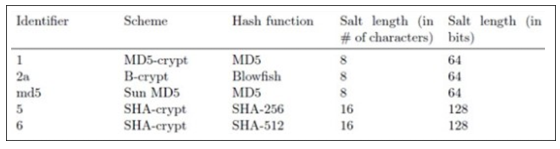 Identifier Scheme Hash function Salt length (in Salt length (in
# of characters) bits)
1 MD5-crypt MD5 8 64
2a B-crypt Blowfish 8 64
md5 Sun MD5 MD5 8 64
5 SHA-crypt SHA-256 16 128
6 SHA-crypt SHA-512 16 128